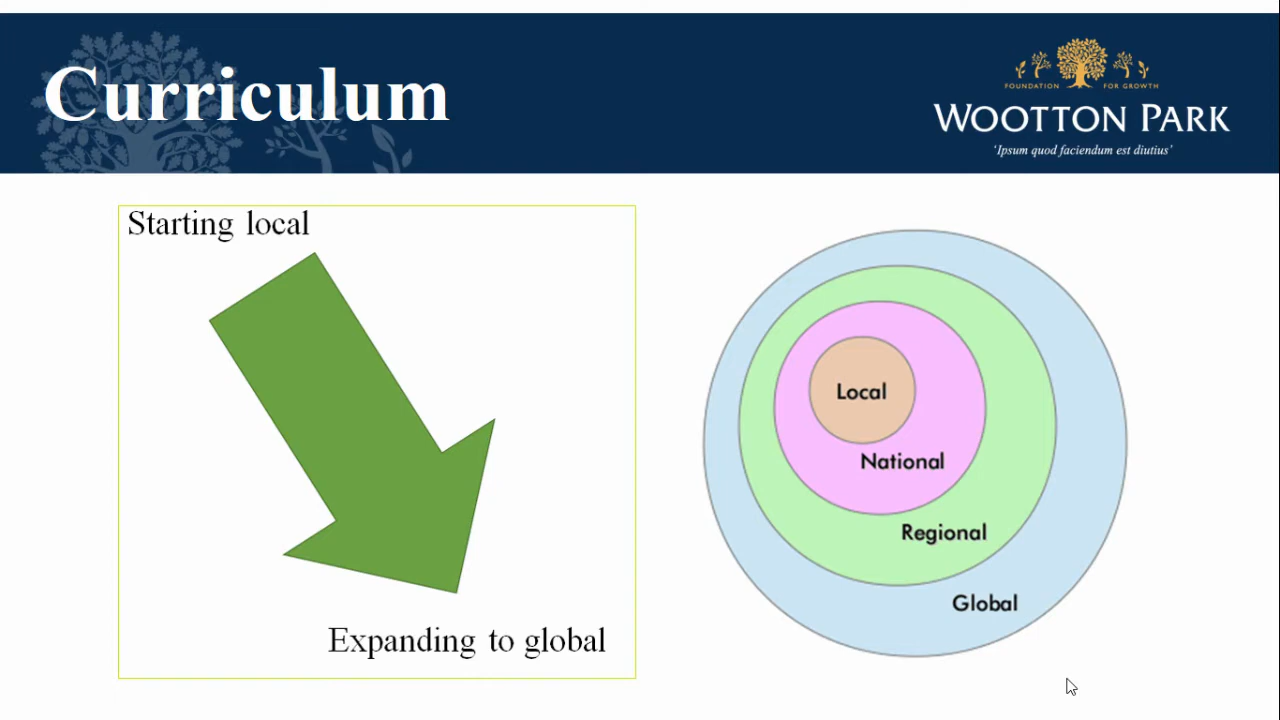 Curriculum
FOUNDATION FOR GROWTH
WOOTTON PARK
‘Ipsum quod faciendum est diutius’
Starting local
Expanding to global
Local
National
Regional
Global